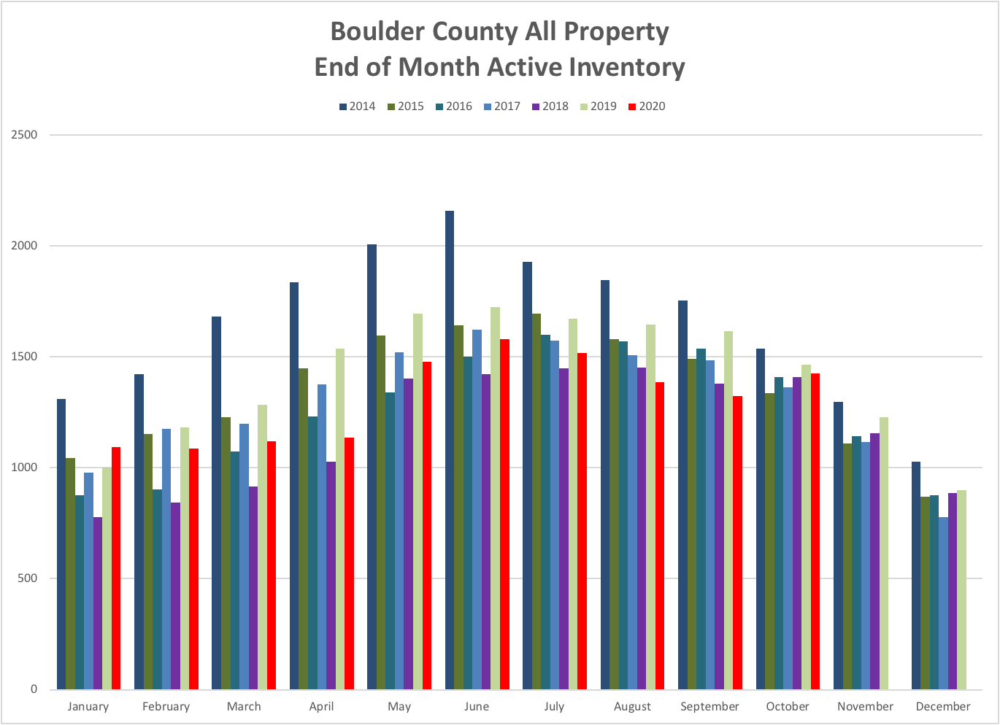 Boulder County All Property
End of Month Active Inventory
2014 2015 2016 2017 2018 2019 2020
2500
2000
1500
1000
500
0
January February March April May June July August September October November December